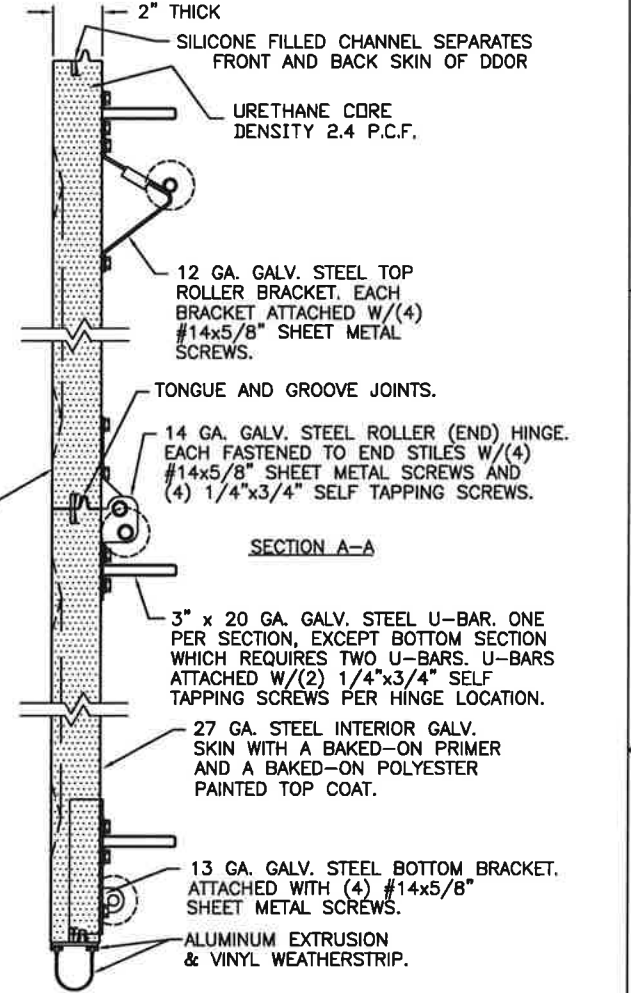 2" THICK
SILICONE FILLED CHANNEL SEPARATES
FRONT AND BACK SKIN OF DDOR
URETHANE CORE
DENSITY 2.4 P.C.F.
12 GA. GALV. STEEL TOP
ROLLER BRACKET. EACH
BRACKET ATTACHED W/(4)
#14x5/8" SHEET METAL
SCREWS.
TONGUE AND GROOVE JOINTS.
14 GA. GALV. STEEL ROLLER (END) HINGE.
EACH FASTENED TO END STILES W/(4)
#14x5/8" SHEET METAL SCREWS AND
(4) 1/4"x3/4" SELF TAPPING SCREWS.
SECTION A-A
3" x 20 GA. GALV. STEEL U-BAR. ONE
PER SECTION, EXCEPT BOTTOM SECTION
WHICH REQUIRES TWO U-BARS. U-BARS
ATTACHED W/(2) 1/4"x3/4" SELF
TAPPING SCREWS PER HINGE LOCATION.
27 GA. STEEL INTERIOR GALV.
SKIN WITH A BAKED-ON PRIMER
AND A BAKED-ON POLYESTER
PAINTED TOP COAT.
13 GA. GALV. STEEL BOTTOM BRACKET.
ATTACHED WITH (4) #14x5/8"
SHEET METAL SCREWS.
ALUMINUM EXTRUSION
& VINYL WEATHERSTRIP.